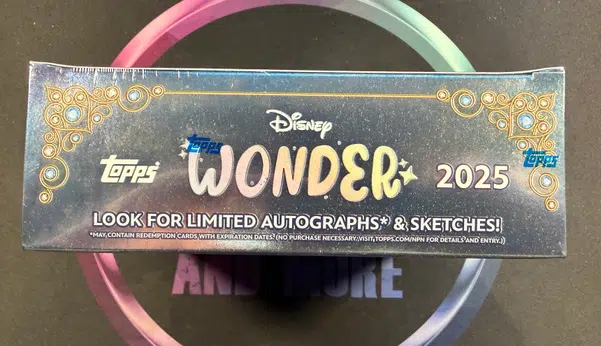 Disney
topps
topps WONDER 2025
topps
LOOK FOR LIMITED AUTOGRAPHS* & SKETCHES!
*MAY CONTAIN REDEMPTION CARDS WITH EXPIRATION DATES. (NO PURCHASE NECESSARY. VISIT TOPPS.COM/NPN FOR DETAILS AND ENTRY.)
AND MORE